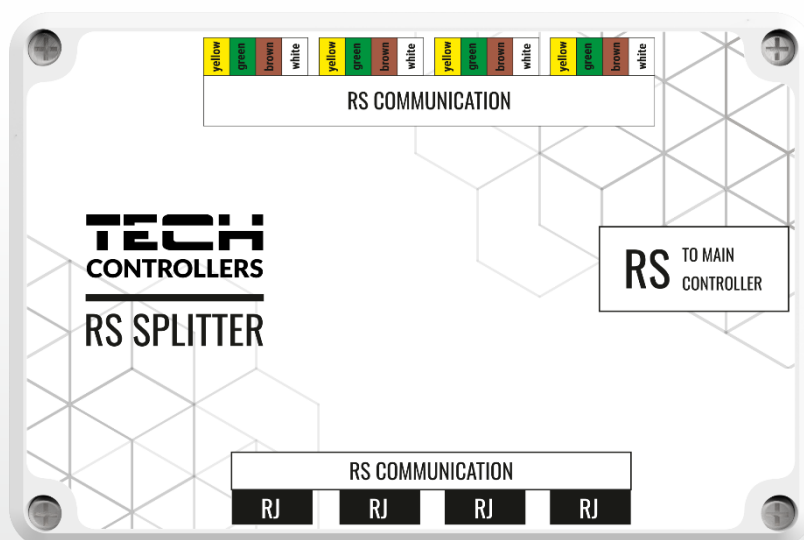 yellow green brown white yellow green brown white yellow green brown white yellow green brown white
RS COMMUNICATION
TECH
CONTROLLERS
RS SPLITTER
RS TO MAIN
CONTROLLER
RS COMMUNICATION
RJ RJ RJ RJ